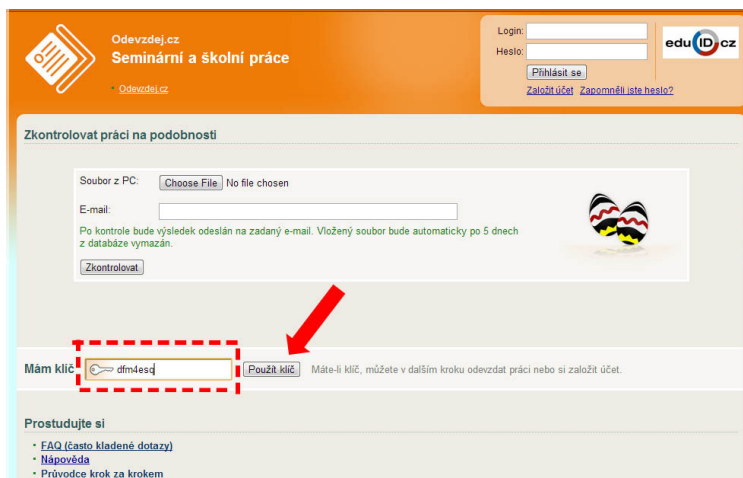 Odevzdej.cz
Seminární a školní práce
Odevzdej.cz
Login:
Heslo:
Přihlásit se
Založit účet Zapomněli jste heslo?
edu ID.cz
Zkontrolovat práci na podobnosti
Soubor z PC: Choose File No file chosen
E-mail:
Po kontrole bude výsledek odeslán na zadaný e-mail. Vložený soubor bude automaticky po 5 dnech
z databáze vymazán.
Zkontrolovat
Mám klíč dfm4esq Použít klíč Máte-li klíč, můžete v dalším kroku odevzdat práci nebo si založit účet.
Prostudujte si
FAQ (často kladené dotazy)
Nápověda
Průvodce krok za krokem